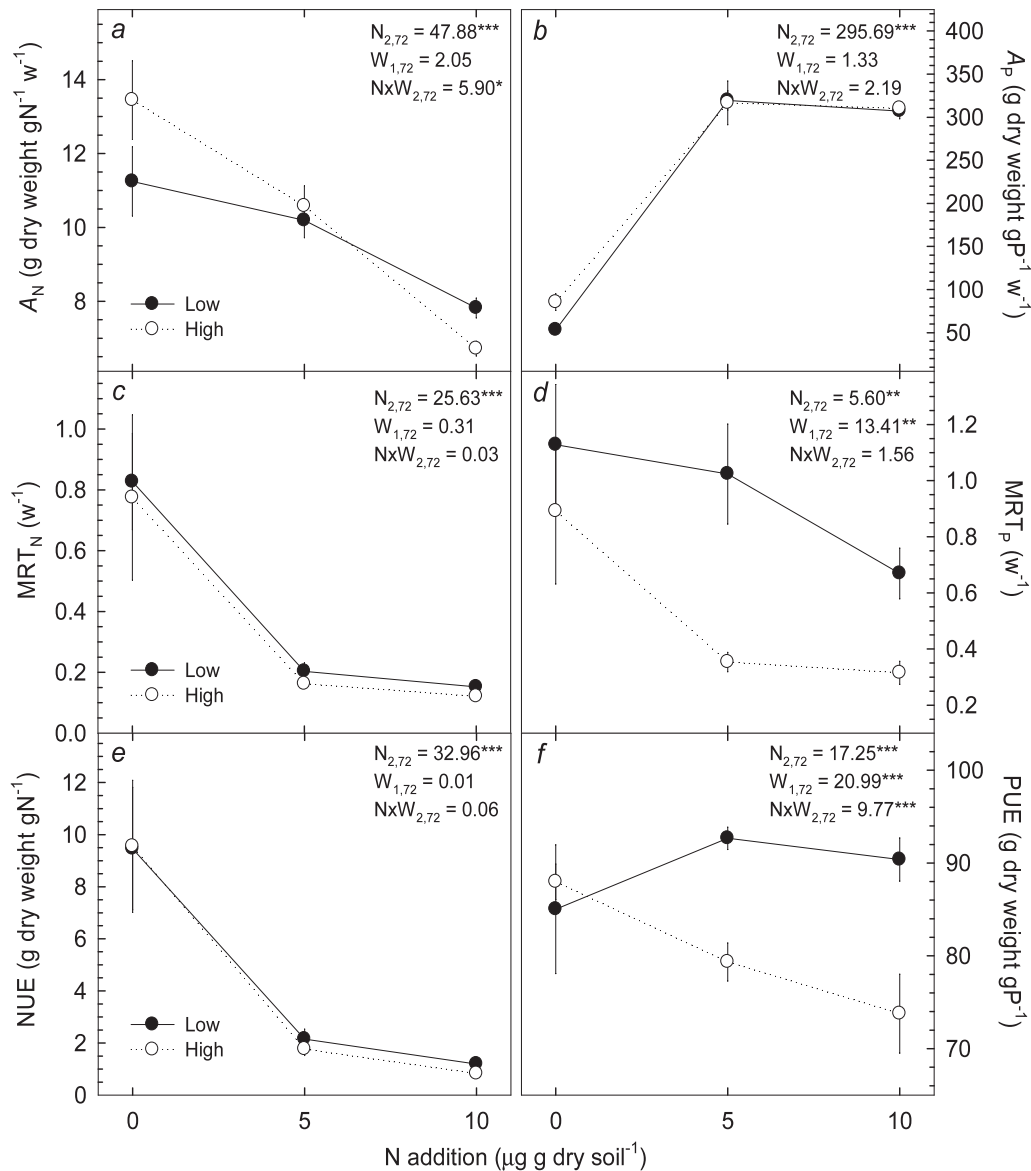 a
N2,72 = 47.88***
W1,72 = 2.05
NxW2,72 = 5.90*
14
12
10
8
AN (g dry weight gN-1 w-1)
Low
High
b
N2,72 = 295.69***
W1,72 = 1.33
NxW2,72 = 2.19
400
350
300
250
200
150
100
50
AP (g dry weight gP-1 w-1)
c
N2,72 = 25.63***
W1,72 = 0.31
NxW2,72 = 0.03
1.0
0.8
0.6
0.4
0.2
0.0
MRTN (w-1)
Low
High
d
N2,72 = 5.60**
W1,72 = 13.41**
NxW2,72 = 1.56
1.2
1.0
0.8
0.6
0.4
0.2
MRTP (w-1)
e
N2,72 = 32.96***
W1,72 = 0.01
NxW2,72 = 0.06
12
10
8
6
4
2
0
NUE (g dry weight gN-1)
Low
High
f
N2,72 = 17.25***
W1,72 = 20.99***
NxW2,72 = 9.77***
100
90
80
70
PUE (g dry weight gP-1)
0 5 10
0 5 10
N addition (µg g dry soil-1)